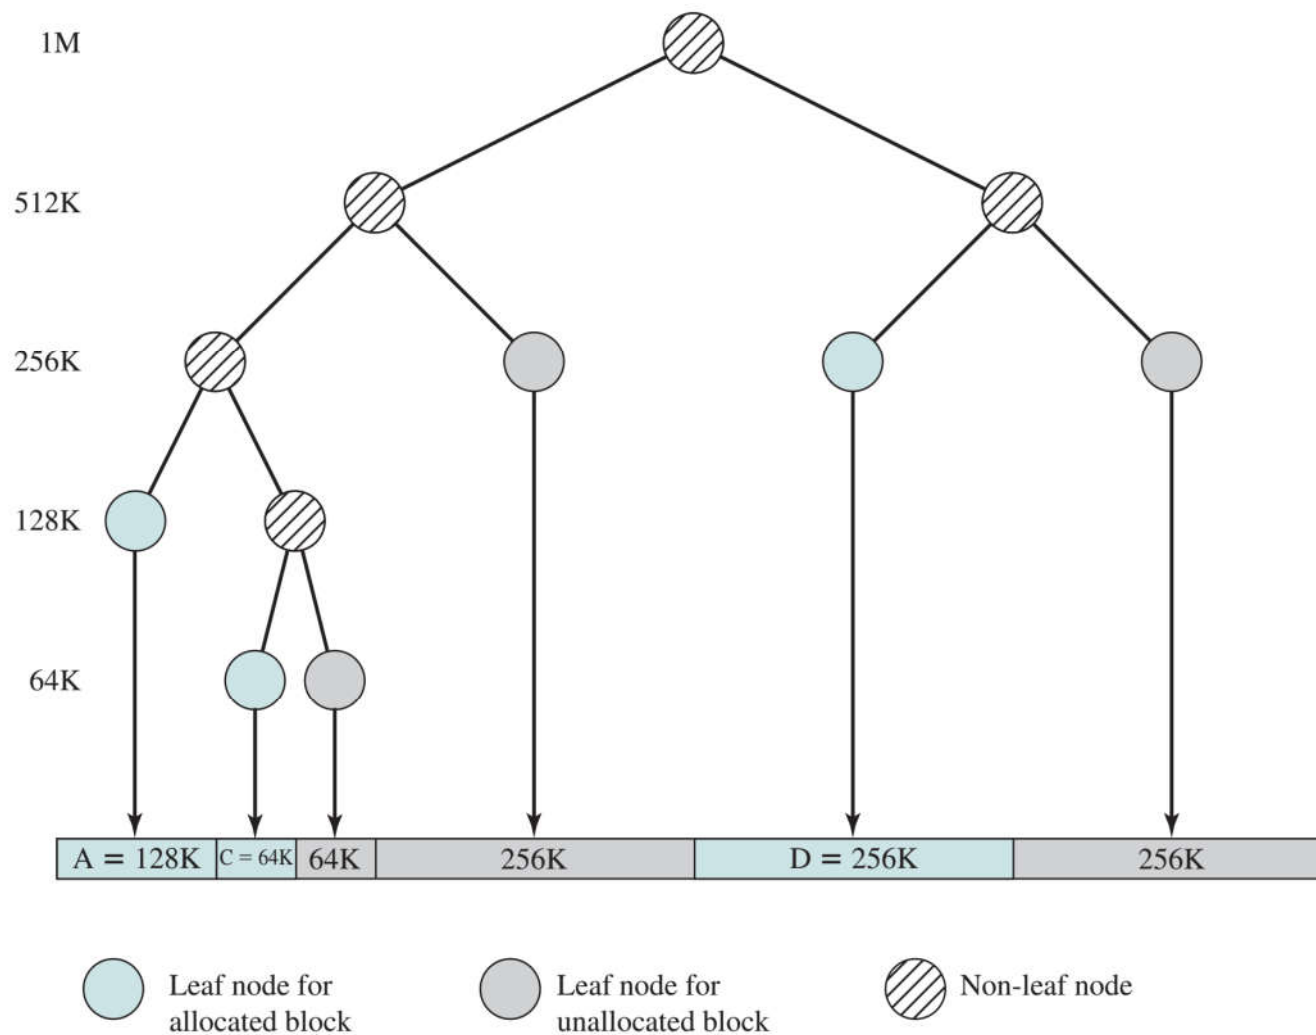 1M
512K
256K
128K
64K
A = 128K C = 64K 64K 256K D = 256K 256K
Leaf node for
allocated block
Leaf node for
unallocated block
Non-leaf node